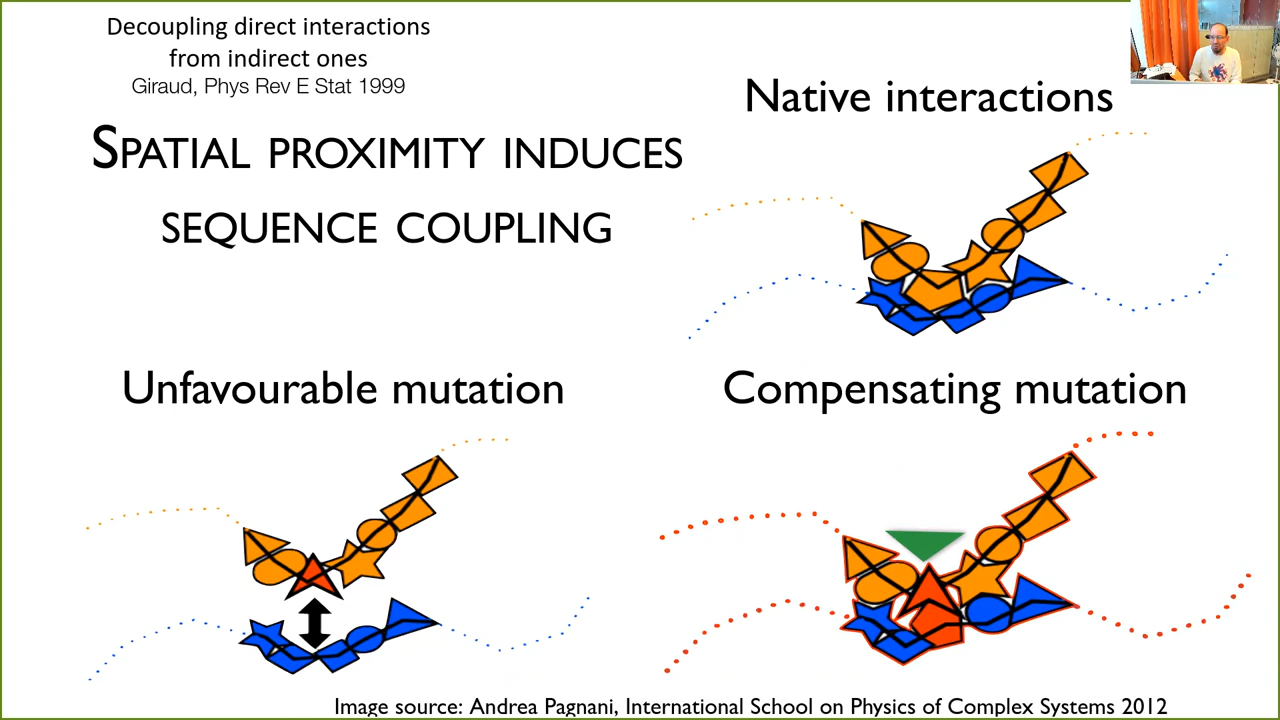 Decoupling direct interactions
from indirect ones
Giraud, Phys Rev E Stat 1999
SPATIAL PROXIMITY INDUCES
SEQUENCE COUPLING
Native interactions
Unfavourable mutation
Compensating mutation
Image source: Andrea Pagnani, International School on Physics of Complex Systems 2012